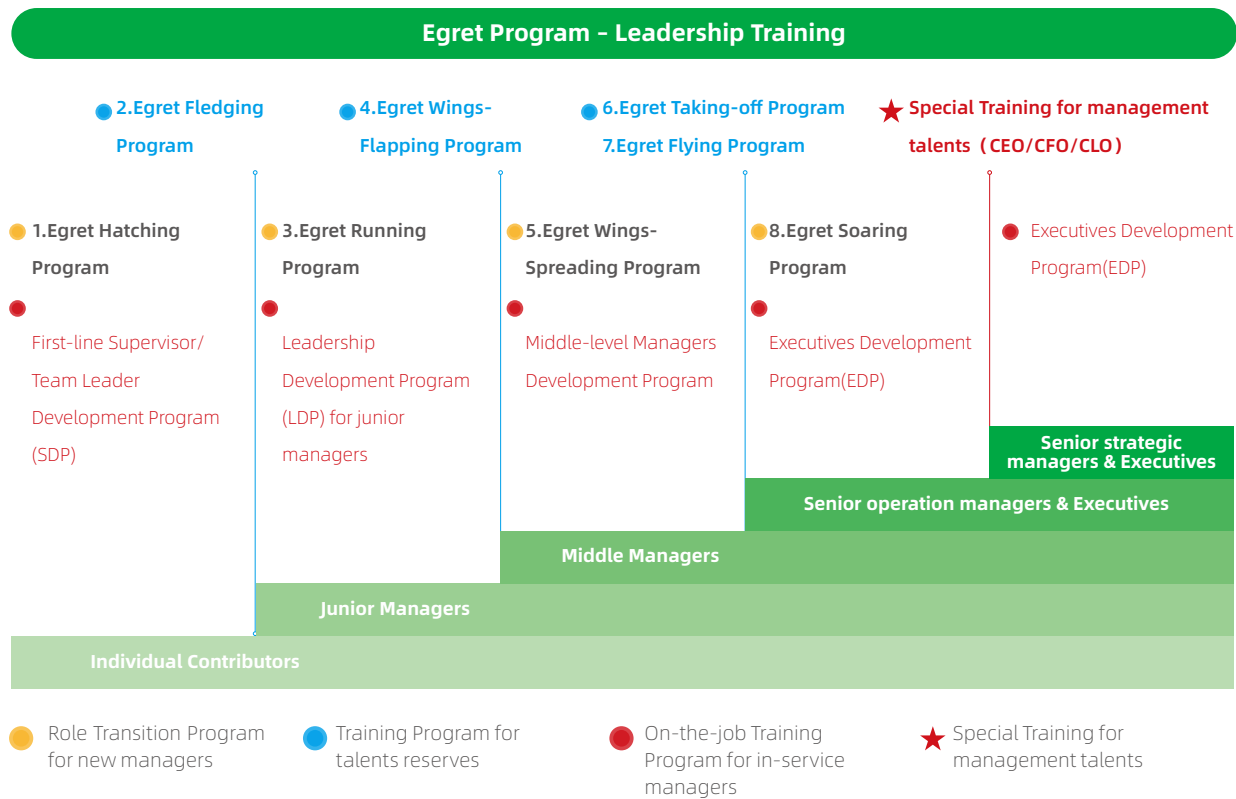 Egret Program – Leadership Training
2.Egret Fledging
Program
4.Egret Wings-
Flapping Program
6.Egret Taking-off Program
7.Egret Flying Program
Special Training for management
talents (CEO/CFO/CLO)
1.Egret Hatching
Program
First-line Supervisor/
Team Leader
Development Program
(SDP)
3.Egret Running
Program
Leadership
Development Program
(LDP) for junior
managers
5.Egret Wings-
Spreading Program
Middle-level Managers
Development Program
8.Egret Soaring
Program
Executives Development
Program(EDP)
Executives Development
Program(EDP)
Senior strategic
managers & Executives
Senior operation managers & Executives
Middle Managers
Junior Managers
Individual Contributors
Role Transition Program
for new managers
Training Program for
talents reserves
On-the-job Training
Program for in-service
managers
Special Training for
management talents